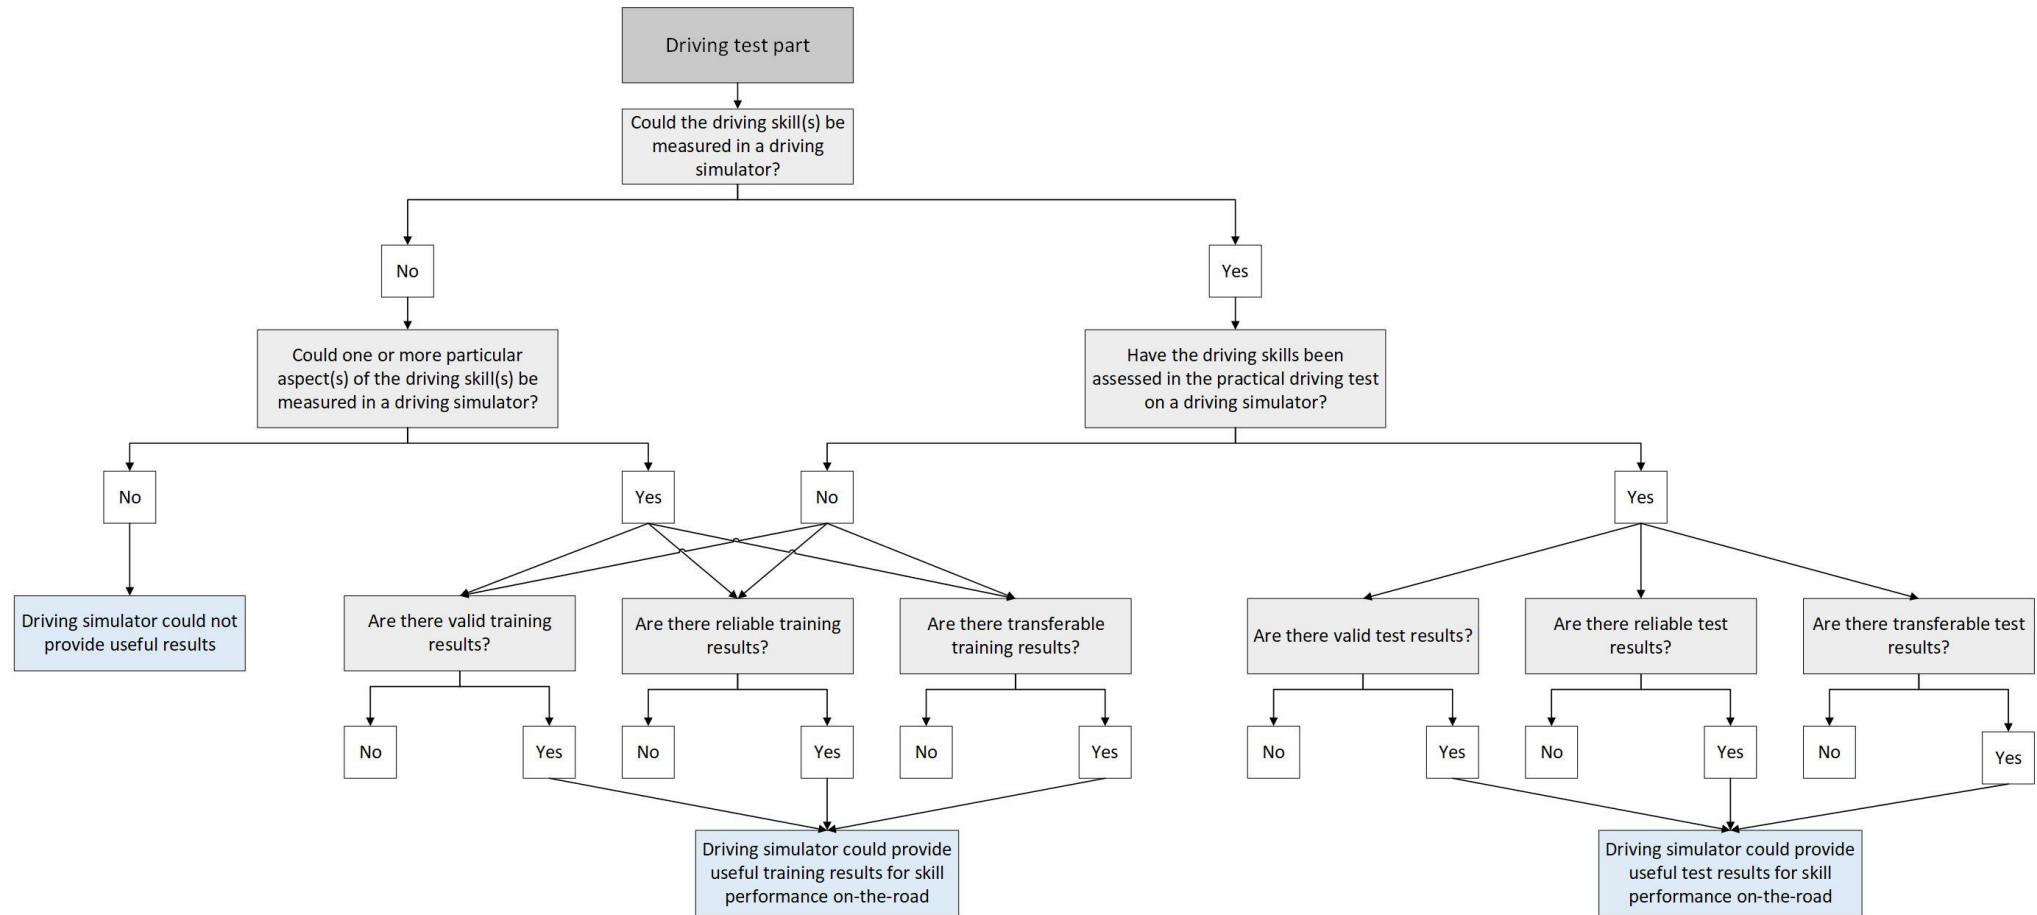 Driving test part
Could the driving skill(s) be
measured in a driving
simulator?
No
Yes
Could one or more particular
aspect(s) of the driving skill(s) be
measured in a driving simulator?
Have the driving skills been
assessed in the practical driving test
on a driving simulator?
No
Yes
No
Yes
Driving simulator could not
provide useful results
Are there valid training
results?
Are there reliable training
results?
Are there transferable
training results?
Are there valid test results?
Are there reliable test
results?
Are there transferable test
results?
No
Yes
No
Yes
No
Yes
No
Yes
No
Yes
No
Yes
Driving simulator could provide
useful training results for skill
performance on-the-road
Driving simulator could provide
useful test results for skill
performance on-the-road